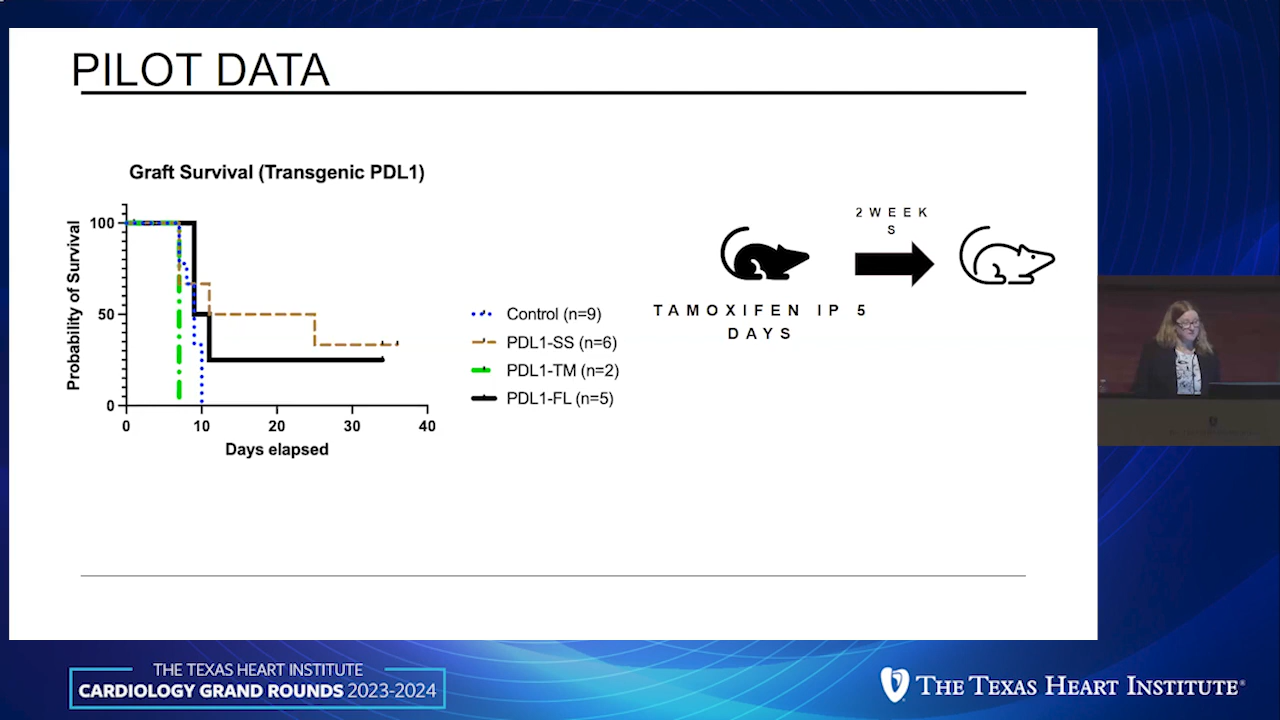 PILOT DATA
Graft Survival (Transgenic PDL1)
Probability of Survival
100
50
0
0 10 20 30 40
Days elapsed
Control (n=9)
PDL1-SS (n=6)
PDL1-TM (n=2)
PDL1-FL (n=5)
2 WEEK
S
TAMOXIFEN IP 5
DAYS
THE TEXAS HEART INSTITUTE
CARDIOLOGY GRAND ROUNDS 2023-2024
THE TEXAS HEART INSTITUTE®